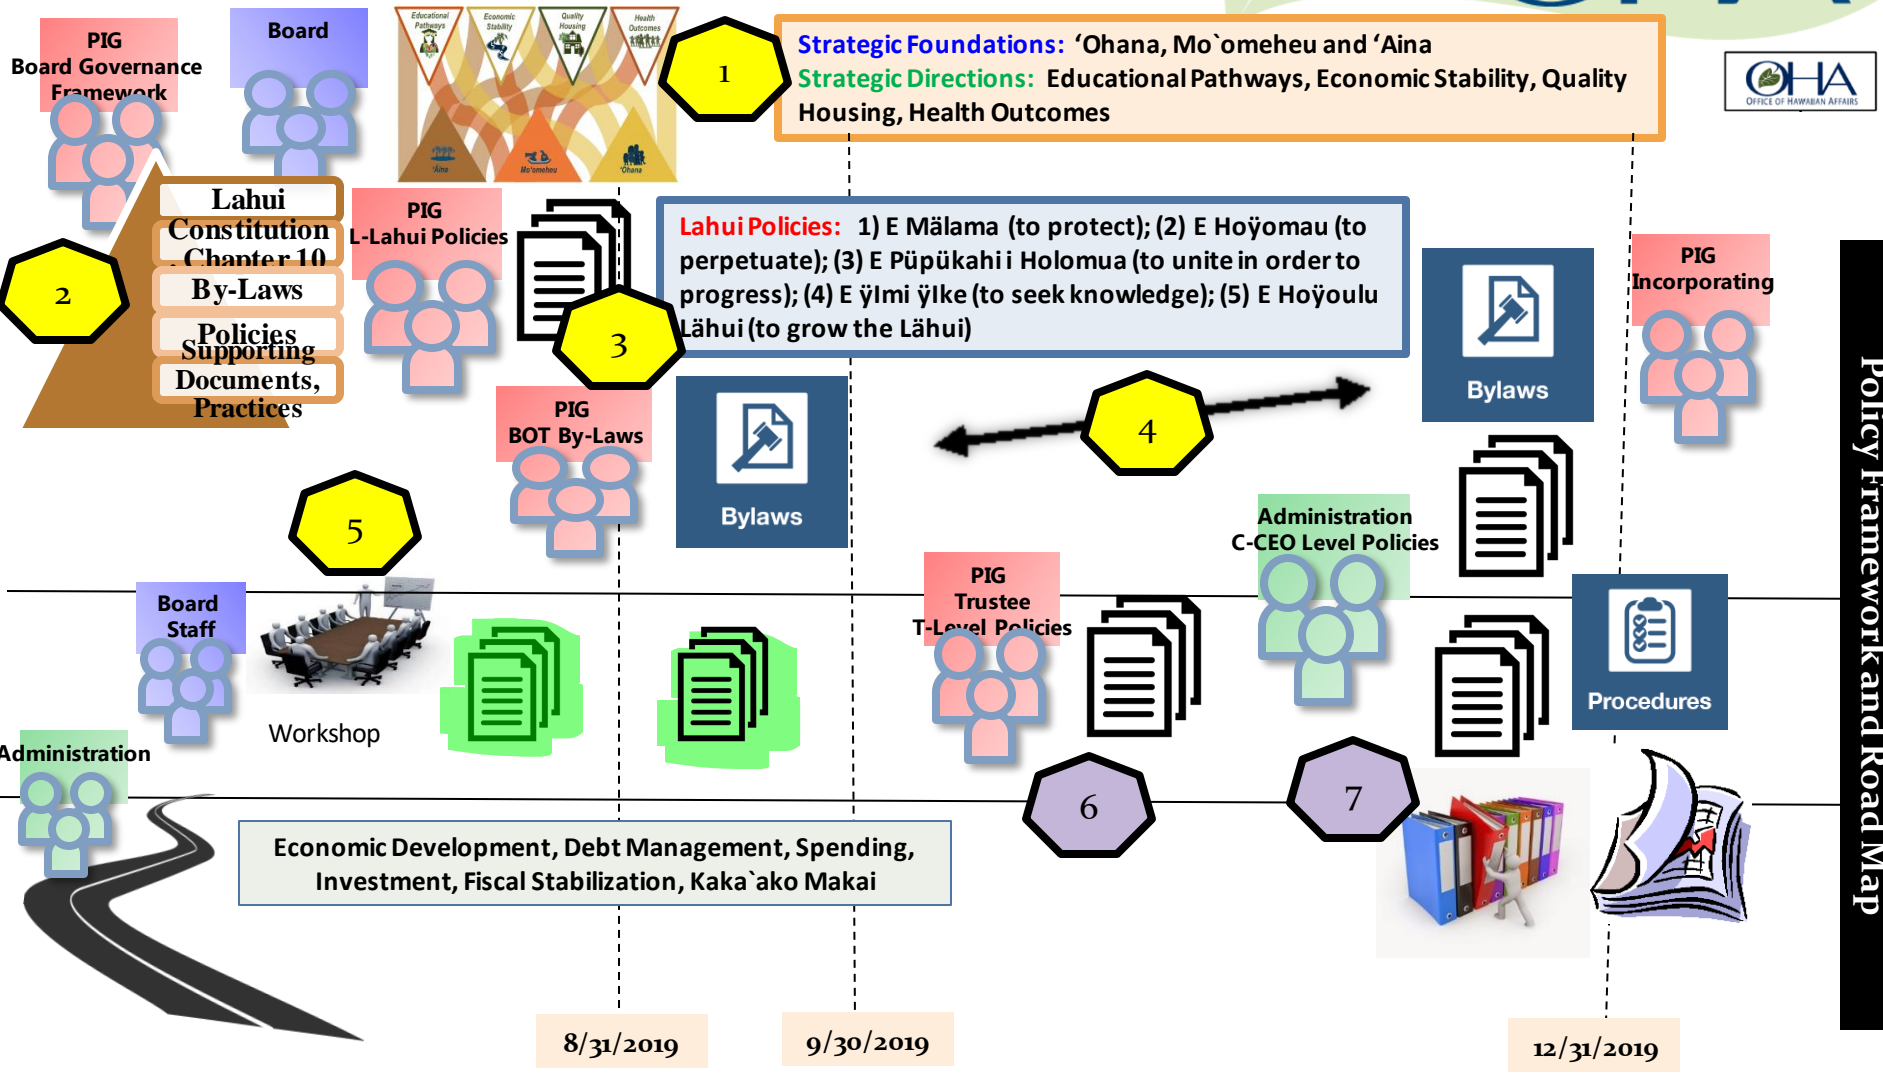 PIG
Board Governance
Framework
Board
Educational
Pathways
Economic
Stability
Quality
Housing
Health
Outcomes
'Āina
Mo'omeheu
'Ohana
1
Strategic Foundations: ‘Ohana, Mo`omeheu and ‘Aina
Strategic Directions: Educational Pathways, Economic Stability, Quality
Housing, Health Outcomes
OHA
OFFICE OF HAWAIIAN AFFAIRS
2
Lahui
Constitution
, Chapter 10
By-Laws
Policies
Supporting
Documents,
Practices
PIG
L-Lahui Policies
3
Lahui Policies: 1) E Mälama (to protect); (2) E Hoÿomau (to
perpetuate); (3) E Püpükahi i Holomua (to unite in order to
progress); (4) E ÿImi ÿIke (to seek knowledge); (5) E Hoÿoulu
Lähui (to grow the Lähui)
Bylaws
PIG
Incorporating
PIG
BOT By-Laws
Bylaws
4
5
Administration
C-CEO Level Policies
Board
Staff
Workshop
PIG
Trustee
T-Level Policies
Procedures
Administration
6
7
Economic Development, Debt Management, Spending,
Investment, Fiscal Stabilization, Kaka`ako Makai
8/31/2019
9/30/2019
12/31/2019
Policy Framework and Road Map